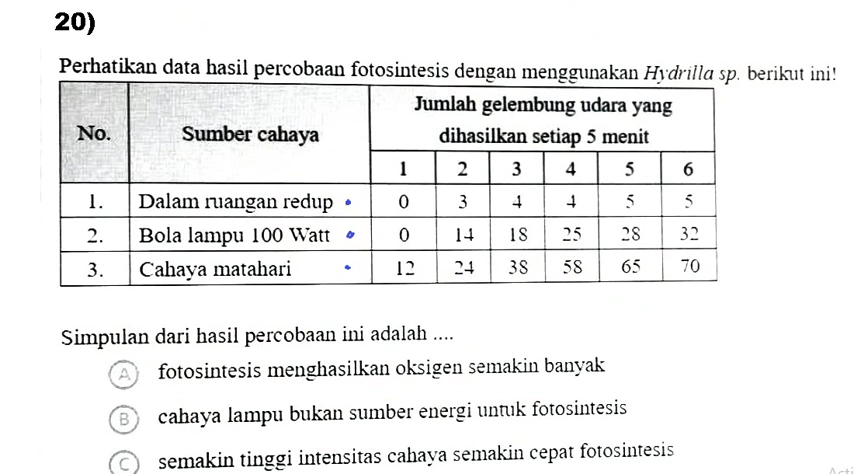 20)
Perhatikan data hasil percobaan fotosintesis dengan menggunakan Hydrilla sp. berikut ini!
No. Sumber cahaya Jumlah gelembung udara yang
dihasilkan setiap 5 menit
1 2 3 4 5 6
1. Dalam ruangan redup 0 3 4 4 5 5
2. Bola lampu 100 Watt 0 14 18 25 28 32
3. Cahaya matahari 12 24 38 58 65 70
Simpulan dari hasil percobaan ini adalah ....
A fotosintesis menghasilkan oksigen semakin banyak
B cahaya lampu bukan sumber energi untuk fotosintesis
C semakin tinggi intensitas cahaya semakin cepat fotosintesis